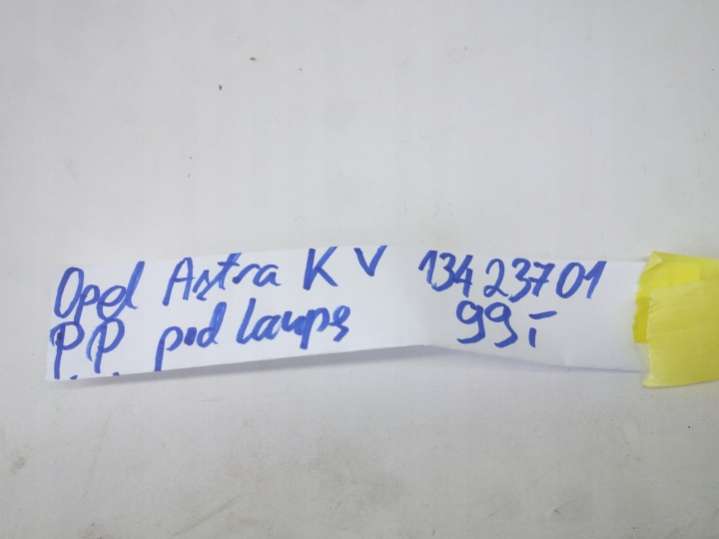 Opel Astra K V 13423701
P.P. pod lampę 99,-